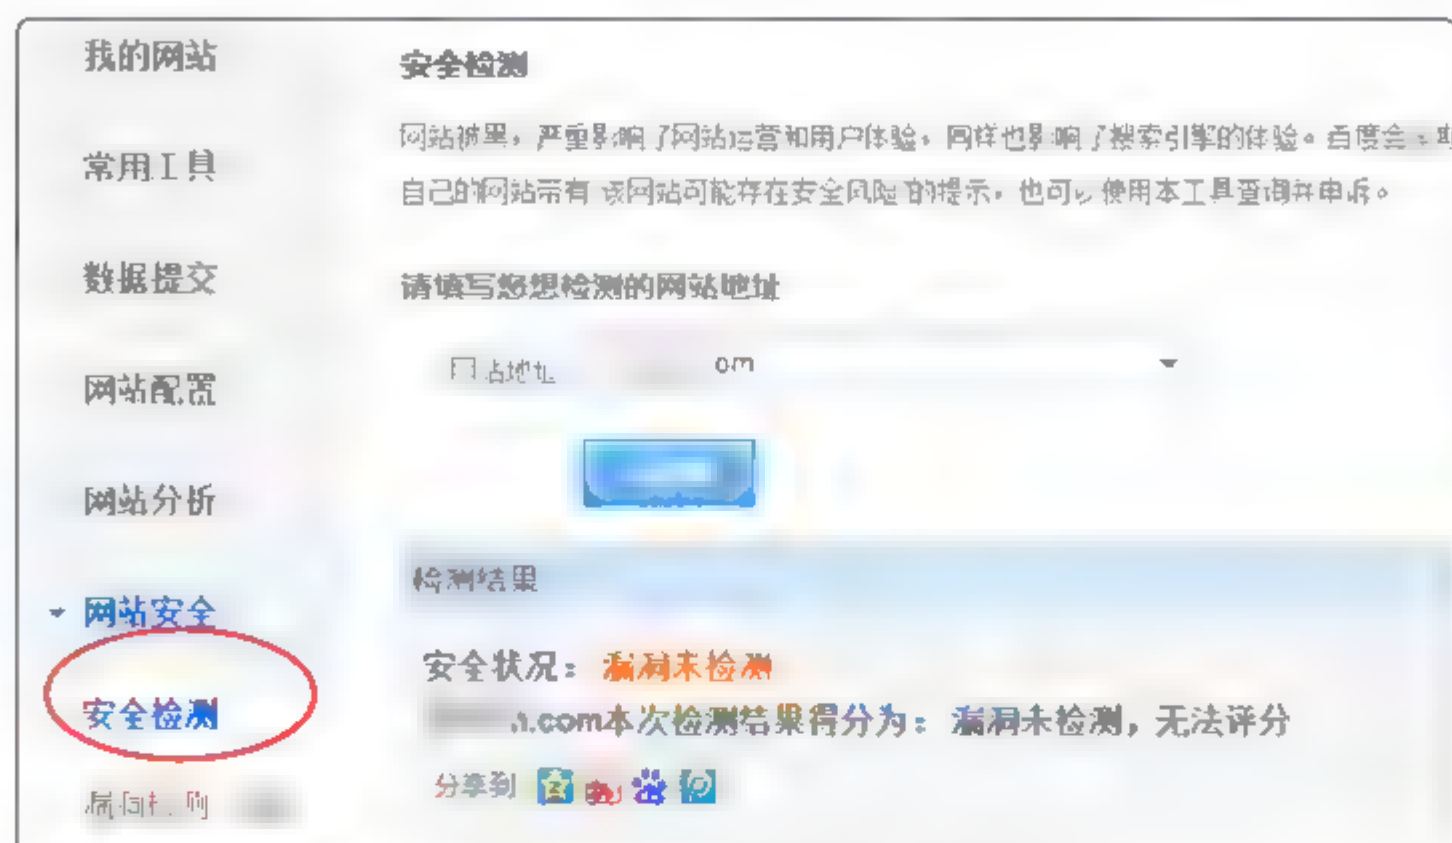 我的网站
常用工具
数据提交
网站配置
网站分析
网站安全
安全检测
安全检测
网站被黑，严重影响了网站运营和用户体验，同样也影响了搜索引擎的体验。百度会
自己的网站带有 该网站可能存在安全风险 的提示，也可以使用本工具查询并申诉。
请填写您想检测的网站地址
网站地址 om
检测结果
安全状况：漏洞未检测
.com本次检测结果得分为：漏洞未检测，无法评分
分享到